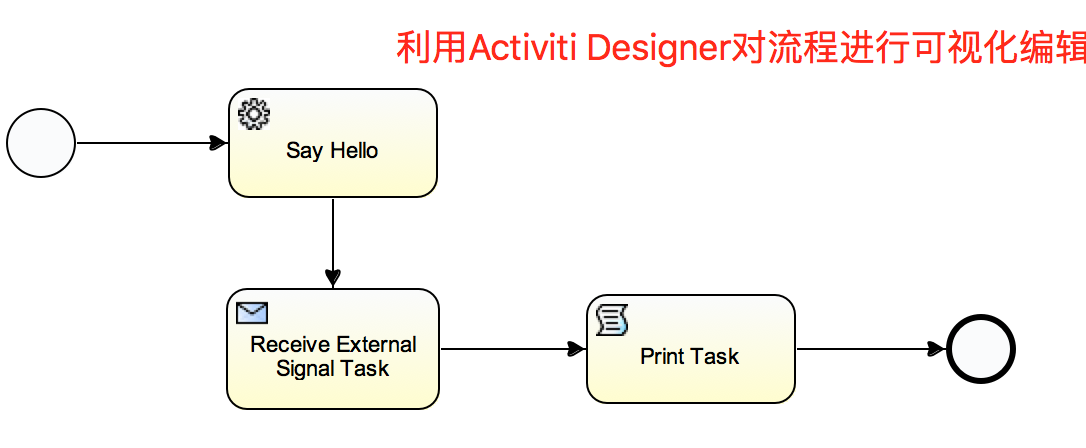 利用Activiti Designer对流程进行可视化编辑
Say Hello
Receive External
Signal Task
Print Task